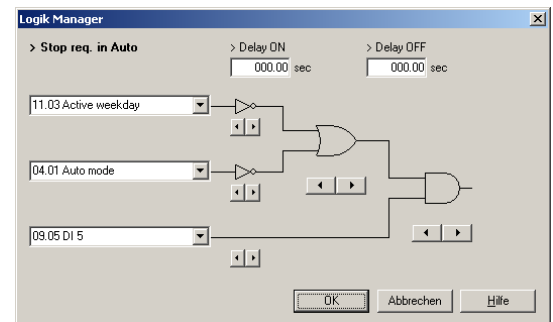 Logik Manager
> Stop req. in Auto
> Delay ON
> Delay OFF
000.00 sec
000.00 sec
11.03 Active weekday
04.01 Auto mode
09.05 DI 5
OK
Abbrechen
Hilfe